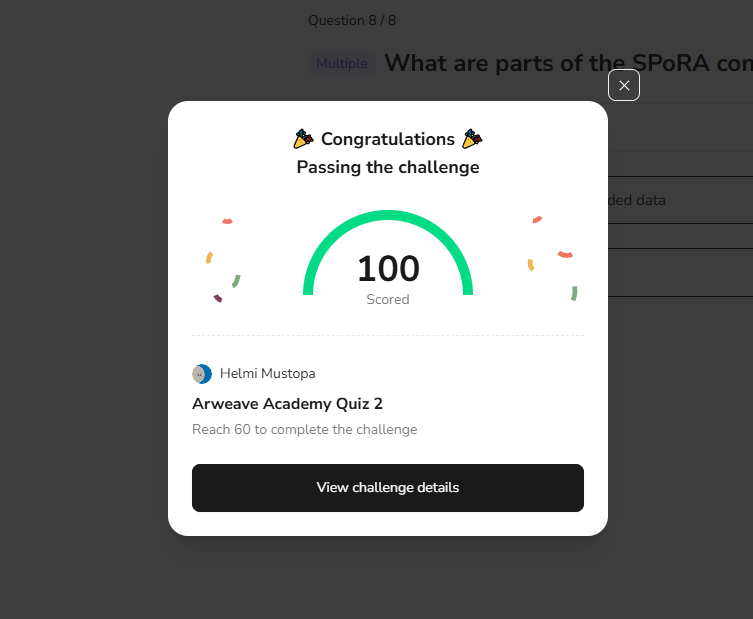 Question 8 / 8
Multiple What are parts of the SPoRA con
Congratulations
Passing the challenge
ded data
100
Scored
Helmi Mustopa
Arweave Academy Quiz 2
Reach 60 to complete the challenge
View challenge details